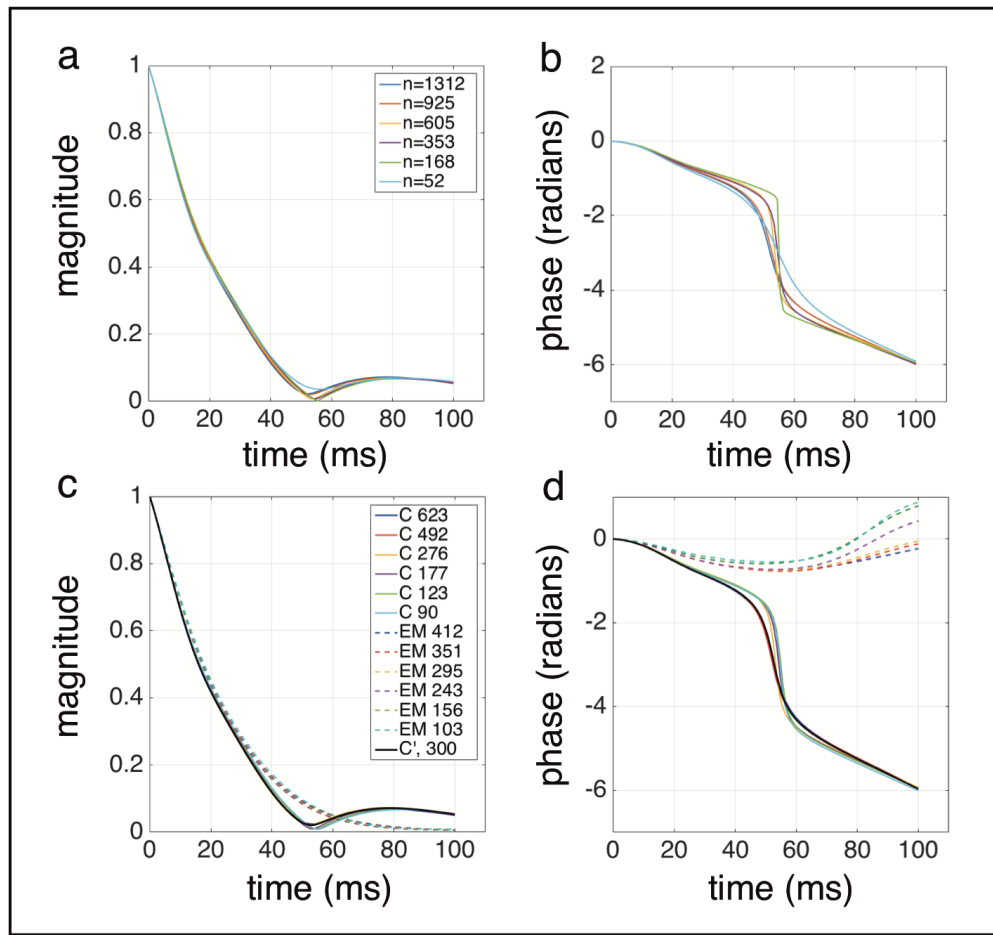 a
1
0.8
0.6
0.4
0.2
0
0 20 40 60 80 100
magnitude
time (ms)
n=1312
n=925
n=605
n=353
n=168
n=52
b
2
0
-2
-4
-6
0 20 40 60 80 100
phase (radians)
time (ms)
c
1
0.8
0.6
0.4
0.2
0
0 20 40 60 80 100
magnitude
time (ms)
C 623
C 492
C 276
C 177
C 123
C 90
EM 412
EM 351
EM 295
EM 243
EM 156
EM 103
C', 300
d
0
-2
-4
-6
0 20 40 60 80 100
phase (radians)
time (ms)